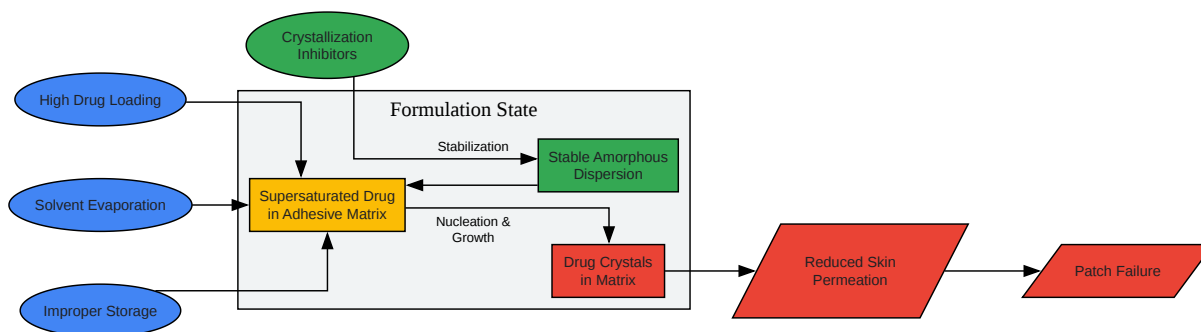 Crystallization
Inhibitors
High Drug Loading
Formulation State
Stabilization
Stable Amorphous
Dispersion
Supersaturated Drug
in Adhesive Matrix
Solvent Evaporation
Nucleation &
Growth
Drug Crystals
in Matrix
Reduced Skin
Permeation
Patch Failure
Improper Storage